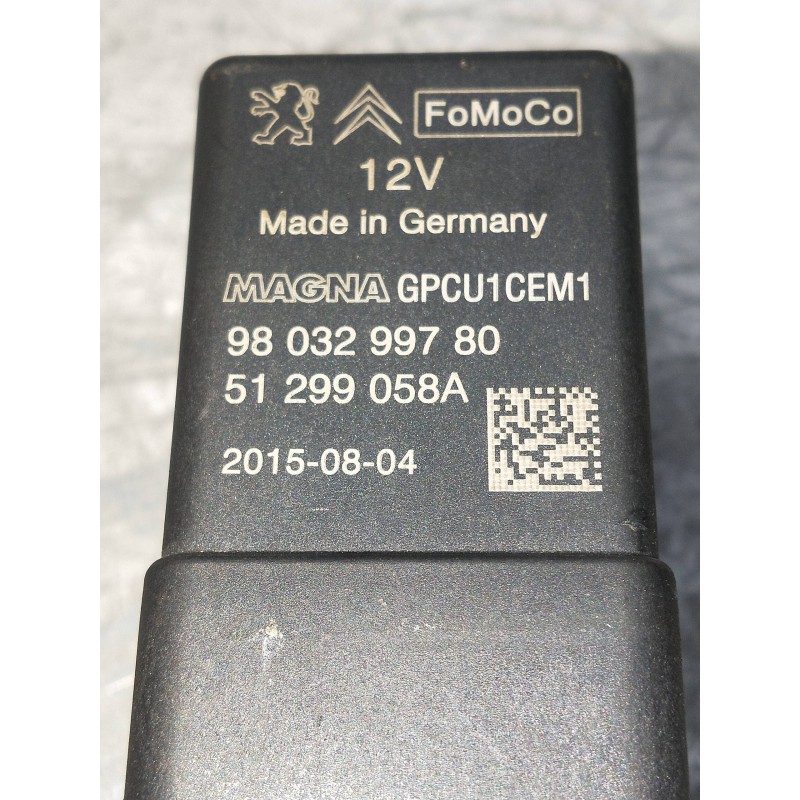 FoMoCo
12V
Made in Germany
MAGNA GPCU1CEM1
98 032 997 80
51 299 058A
2015-08-04